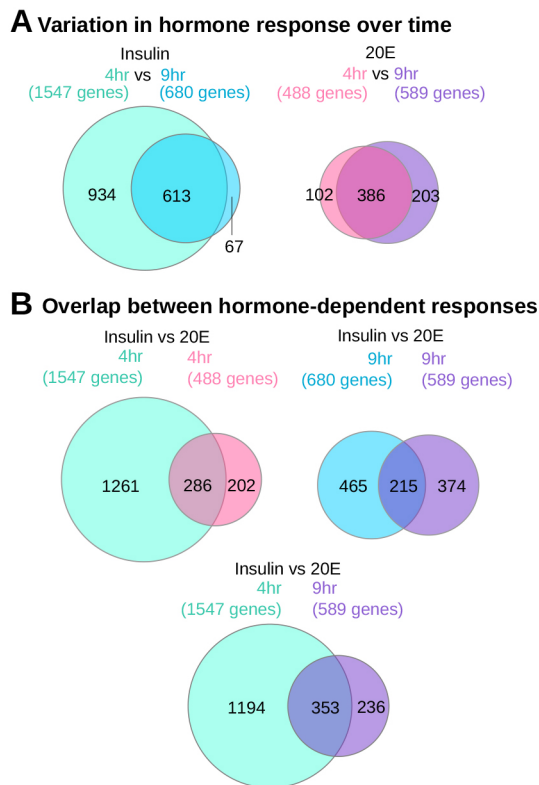 A Variation in hormone response over time
Insulin
4hr vs 9hr
(1547 genes) (680 genes)
934 613 67
20E
4hr vs 9hr
(488 genes) (589 genes)
102 386 203
B Overlap between hormone-dependent responses
Insulin vs 20E
4hr 4hr
(1547 genes) (488 genes)
1261 286 202
Insulin vs 20E
9hr 9hr
(680 genes) (589 genes)
465 215 374
Insulin vs 20E
4hr 9hr
(1547 genes) (589 genes)
1194 353 236